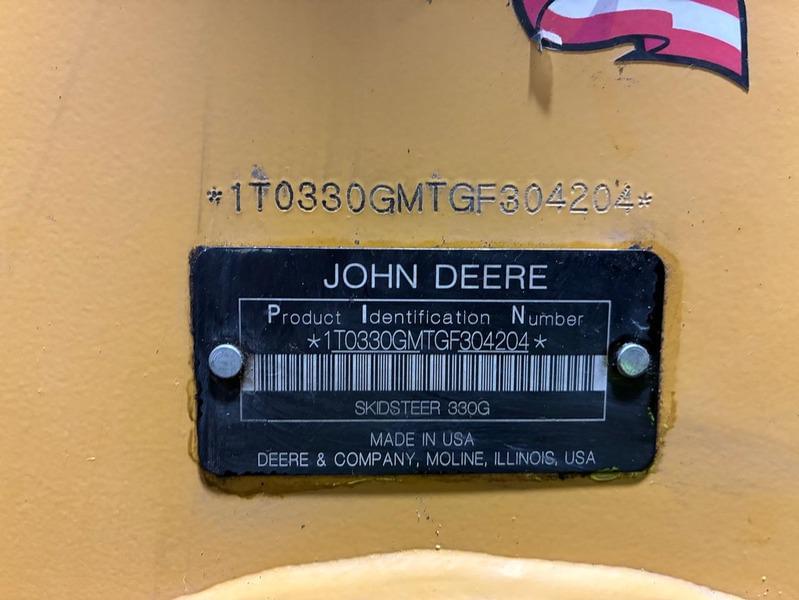 *1T0330GMTGF304204*
JOHN DEERE
Product Identification Number
*1T0330GMTGF304204*
SKIDSTEER 330G
MADE IN USA
DEERE & COMPANY, MOLINE, ILLINOIS, USA